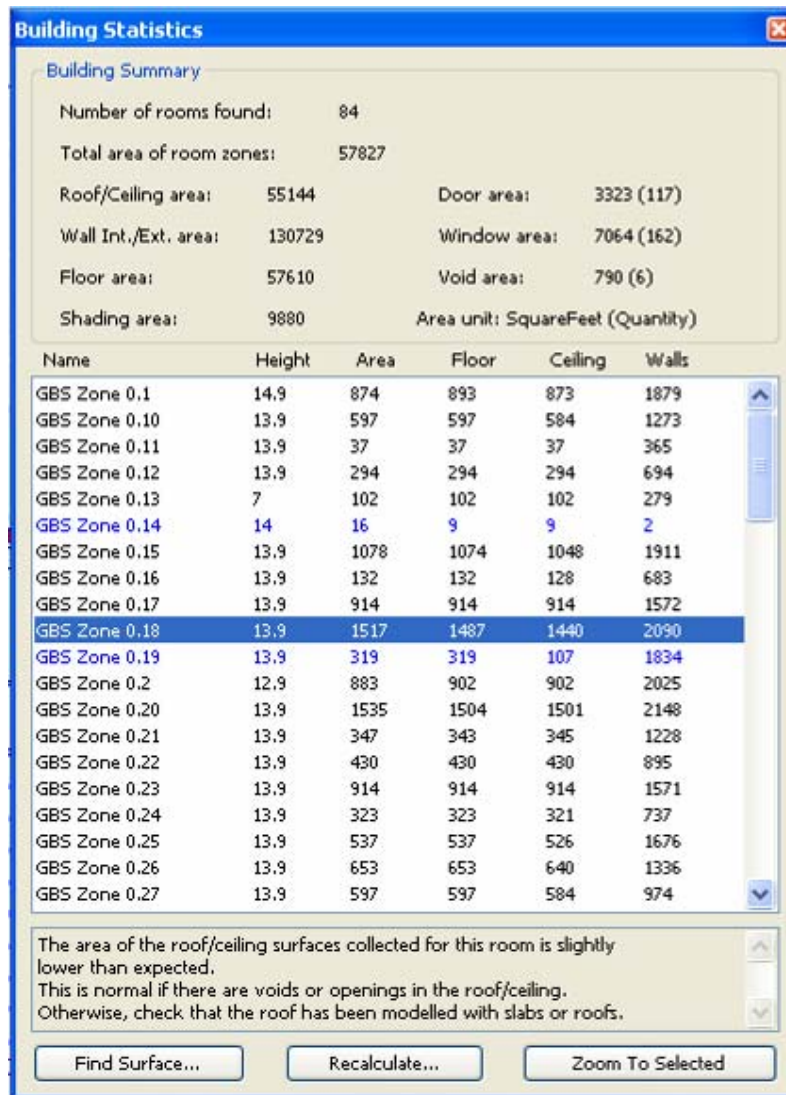 Building Statistics
Building Summary
Number of rooms found: 84
Total area of room zones: 57827
Roof/Ceiling area: 55144 Door area: 3323 (117)
Wall Int./Ext. area: 130729 Window area: 7064 (162)
Floor area: 57610 Void area: 790 (6)
Shading area: 9880 Area unit: SquareFeet (Quantity)
Name Height Area Floor Ceiling Walls
GBS Zone 0.1 14.9 874 893 873 1879
GBS Zone 0.10 13.9 597 597 584 1273
GBS Zone 0.11 13.9 37 37 37 365
GBS Zone 0.12 13.9 294 294 294 694
GBS Zone 0.13 7 102 102 102 279
GBS Zone 0.14 14 16 9 9 2
GBS Zone 0.15 13.9 1078 1074 1048 1911
GBS Zone 0.16 13.9 132 132 128 683
GBS Zone 0.17 13.9 914 914 914 1572
GBS Zone 0.18 13.9 1517 1487 1440 2090
GBS Zone 0.19 13.9 319 319 107 1834
GBS Zone 0.2 12.9 883 902 902 2025
GBS Zone 0.20 13.9 1535 1504 1501 2148
GBS Zone 0.21 13.9 347 343 345 1228
GBS Zone 0.22 13.9 430 430 430 895
GBS Zone 0.23 13.9 914 914 914 1571
GBS Zone 0.24 13.9 323 323 321 737
GBS Zone 0.25 13.9 537 537 526 1676
GBS Zone 0.26 13.9 653 653 640 1336
GBS Zone 0.27 13.9 597 597 584 974
The area of the roof/ceiling surfaces collected for this room is slightly
lower than expected.
This is normal if there are voids or openings in the roof/ceiling.
Otherwise, check that the roof has been modelled with slabs or roofs.
Find Surface... Recalculate... Zoom To Selected